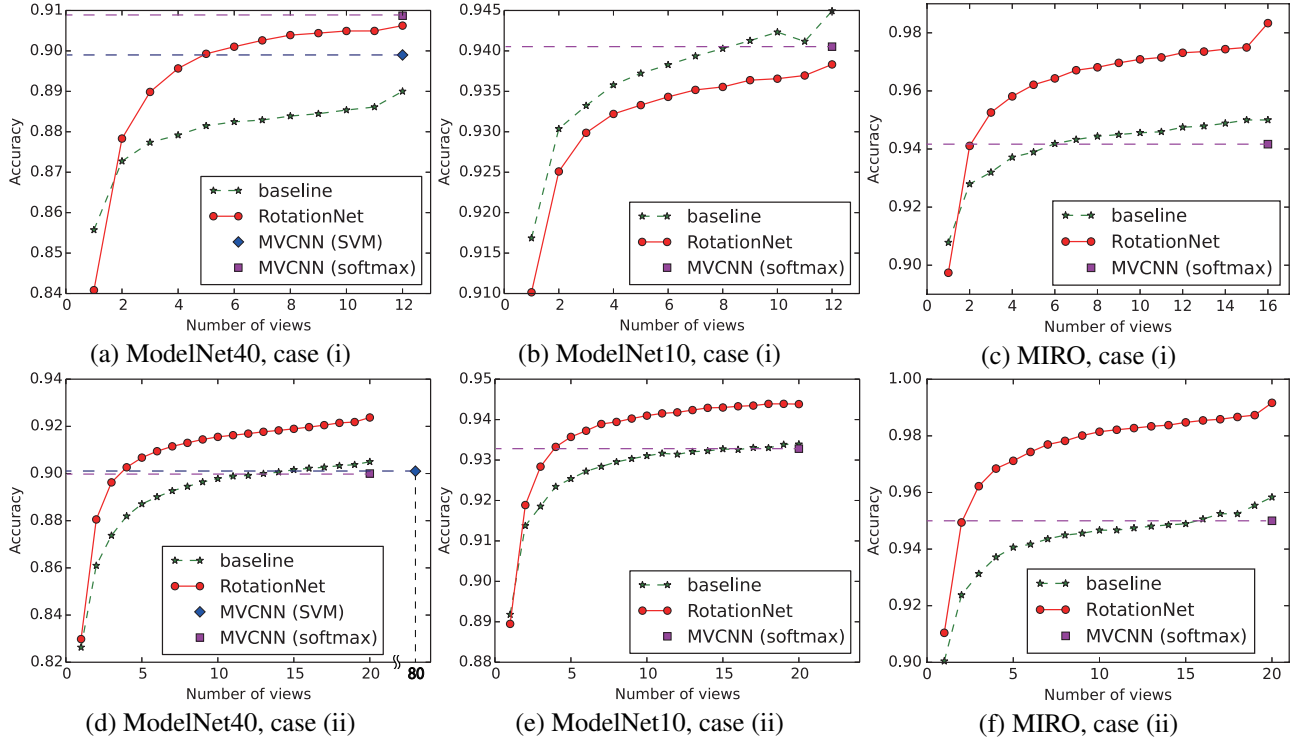 0.91
0.90
0.89
0.88
0.87
0.86
0.85
0.84
Accuracy
0 2 4 6 8 10 12
Number of views
baseline
RotationNet
MVCNN (SVM)
MVCNN (softmax)
(a) ModelNet40, case (i)
0.945
0.940
0.935
0.930
0.925
0.920
0.915
0.910
Accuracy
0 2 4 6 8 10 12
Number of views
baseline
RotationNet
MVCNN (softmax)
(b) ModelNet10, case (i)
0.98
0.96
0.94
0.92
0.90
Accuracy
0 2 4 6 8 10 12 14 16
Number of views
baseline
RotationNet
MVCNN (softmax)
(c) MIRO, case (i)
0.94
0.92
0.90
0.88
0.86
0.84
0.82
Accuracy
0 5 10 15 20 80
Number of views
baseline
RotationNet
MVCNN (SVM)
MVCNN (softmax)
(d) ModelNet40, case (ii)
0.95
0.94
0.93
0.92
0.91
0.90
0.89
0.88
Accuracy
0 5 10 15 20
Number of views
baseline
RotationNet
MVCNN (softmax)
(e) ModelNet10, case (ii)
1.00
0.98
0.96
0.94
0.92
0.90
Accuracy
0 5 10 15 20
Number of views
baseline
RotationNet
MVCNN (softmax)
(f) MIRO, case (ii)